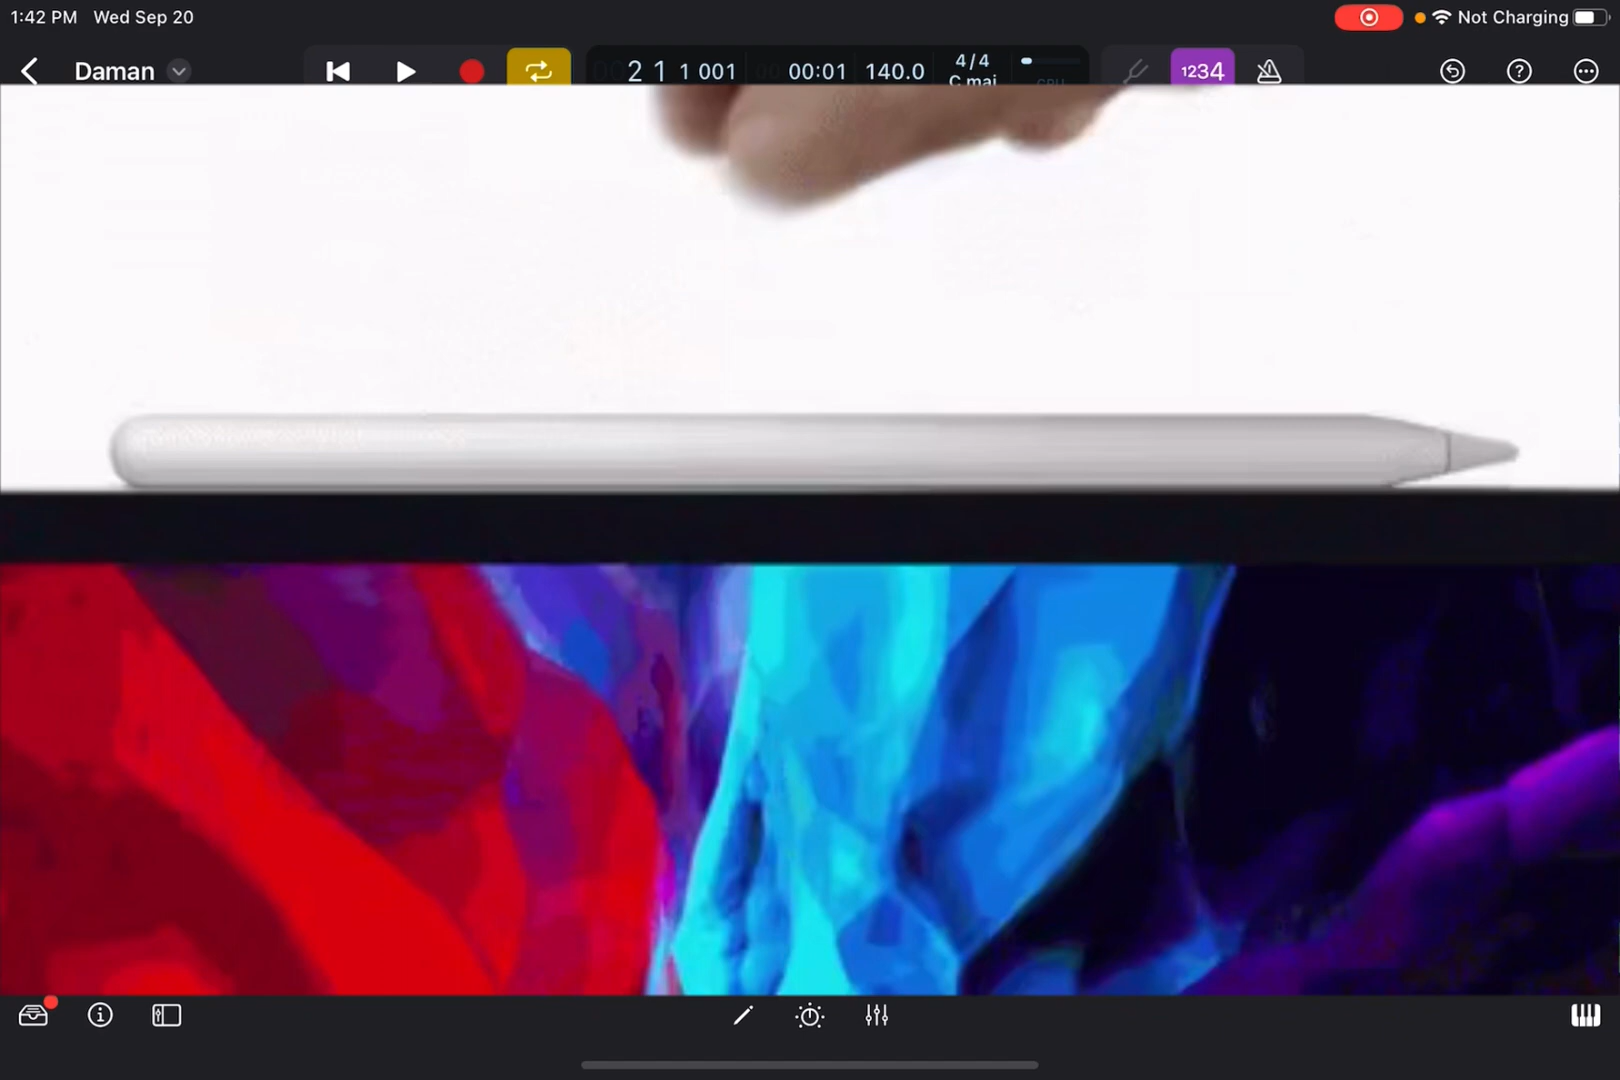 1:42 PM Wed Sep 20
Not Charging
Daman
2 1 1 001
00:01
140.0
4/4
C maj
CPU
1234